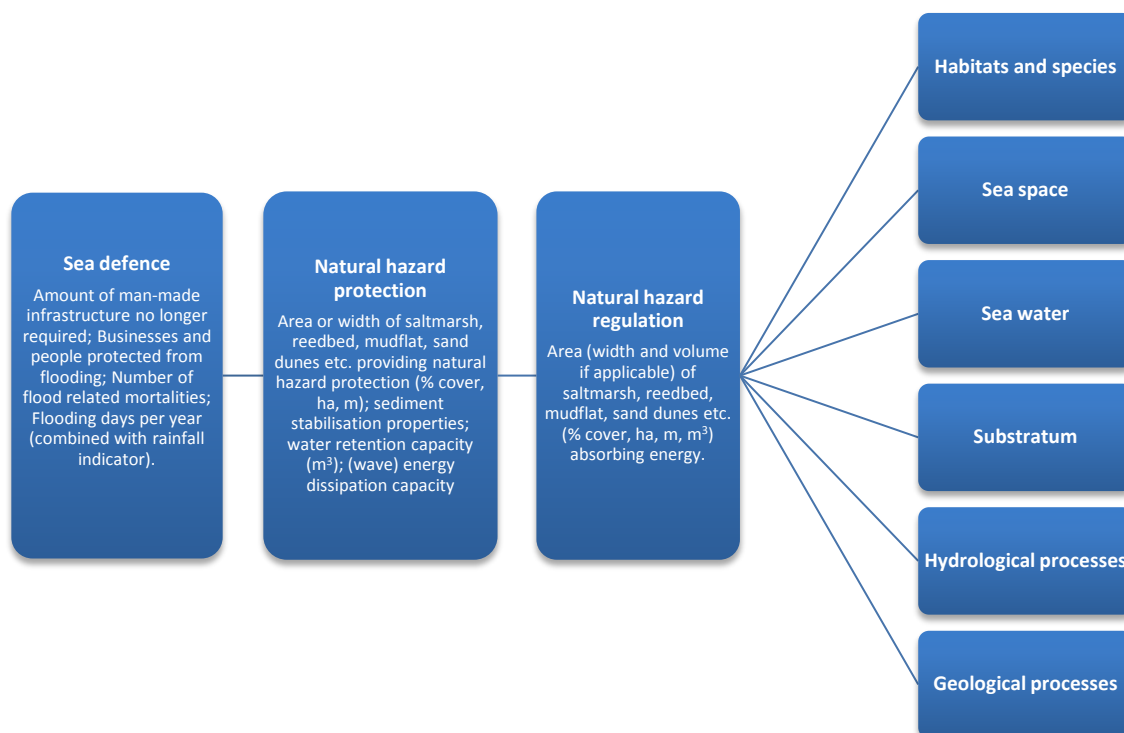 Sea defence
Amount of man-made
infrastructure no longer
required; Businesses and
people protected from
flooding; Number of
flood related mortalities;
Flooding days per year
(combined with rainfall
indicator).
Natural hazard
protection
Area or width of saltmarsh,
reedbed, mudflat, sand
dunes etc. providing natural
hazard protection (% cover,
ha, m); sediment
stabilisation properties;
water retention capacity
(m³); (wave) energy
dissipation capacity
Natural hazard
regulation
Area (width and volume
if applicable) of
saltmarsh, reedbed,
mudflat, sand dunes etc.
(% cover, ha, m, m³)
absorbing energy.
Habitats and species
Sea space
Sea water
Substratum
Hydrological processes
Geological processes